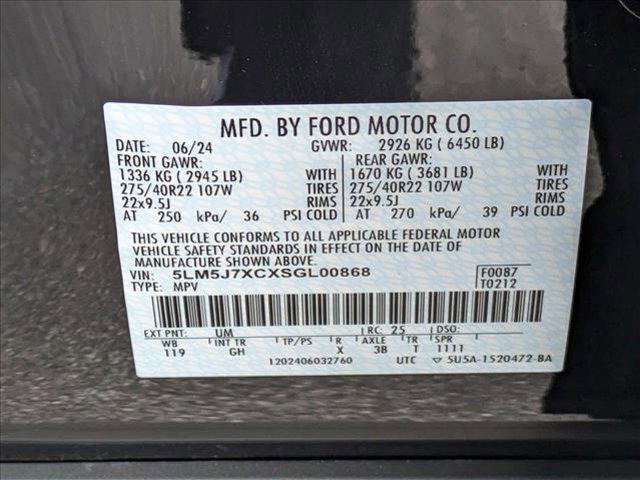 MFD. BY FORD MOTOR CO.
DATE: 06/24 GVWR: 2926 KG ( 6450 LB)
FRONT GAWR: REAR GAWR:
1336 KG ( 2945 LB) WITH 1670 KG ( 3681 LB) WITH
275/40R22 107W TIRES 275/40R22 107W TIRES
22x9.5J RIMS 22x9.5J RIMS
AT 250 kPa/ 36 PSI COLD AT 270 kPa/ 39 PSI COLD
THIS VEHICLE CONFORMS TO ALL APPLICABLE FEDERAL MOTOR
VEHICLE SAFETY STANDARDS IN EFFECT ON THE DATE OF
MANUFACTURE SHOWN ABOVE.
VIN: 5LM5J7XCXSGL00868 F0087
TYPE: MPV T0212
EXT PNT: UM RC: 25 DSO:
WB INT TR TP/PS R AXLE TR SPR
119 GH X 3B T 1111
1202406032760 UTC ▽ 5U5A-1520472-BA